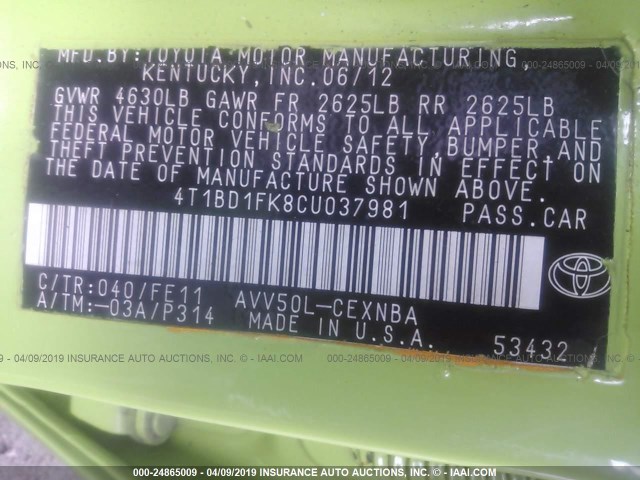 MFD.BY:TOYOTA MOTOR MANUFACTURING,
KENTUCKY, INC. 06/12
GVWR 4630LB GAWR FR 2625LB RR 2625LB
THIS VEHICLE CONFORMS TO ALL APPLICABLE
FEDERAL MOTOR VEHICLE SAFETY, BUMPER, AND
THEFT PREVENTION STANDARDS IN EFFECT ON
THE DATE OF MANUFACTURE SHOWN ABOVE.
4T1BD1FK8CU037981 PASS.CAR
C/TR:040/FE11 AVV50L-CEXNBA
A/TM:-03A/P314 MADE IN U.S.A. 53432
000-24865009 - 04/09/2019 INSURANCE AUTO AUCTIONS, INC. - © IAAI.COM